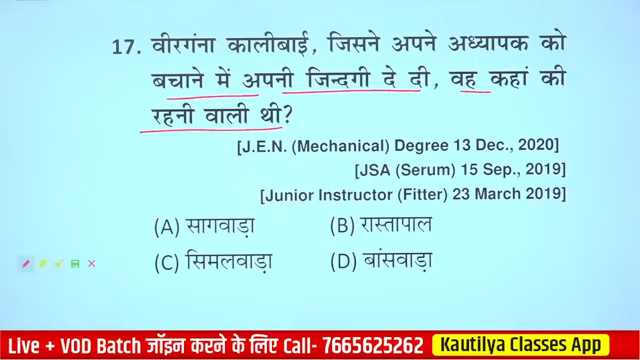 17. वीरगंना कालीबाई, जिसने अपने अध्यापक को
बचाने में अपनी जिन्दगी दे दी, वह कहां की
रहनी वाली थी?
[J.E.N. (Mechanical) Degree 13 Dec., 2020]
[JSA (Serum) 15 Sep., 2019]
[Junior Instructor (Fitter) 23 March 2019]
(A) सागवाड़ा (B) रास्तापाल
(C) सिमलवाड़ा (D) बांसवाड़ा
Live + VOD Batch जॉइन करने के लिए Call- 7665625262 Kautilya Classes App